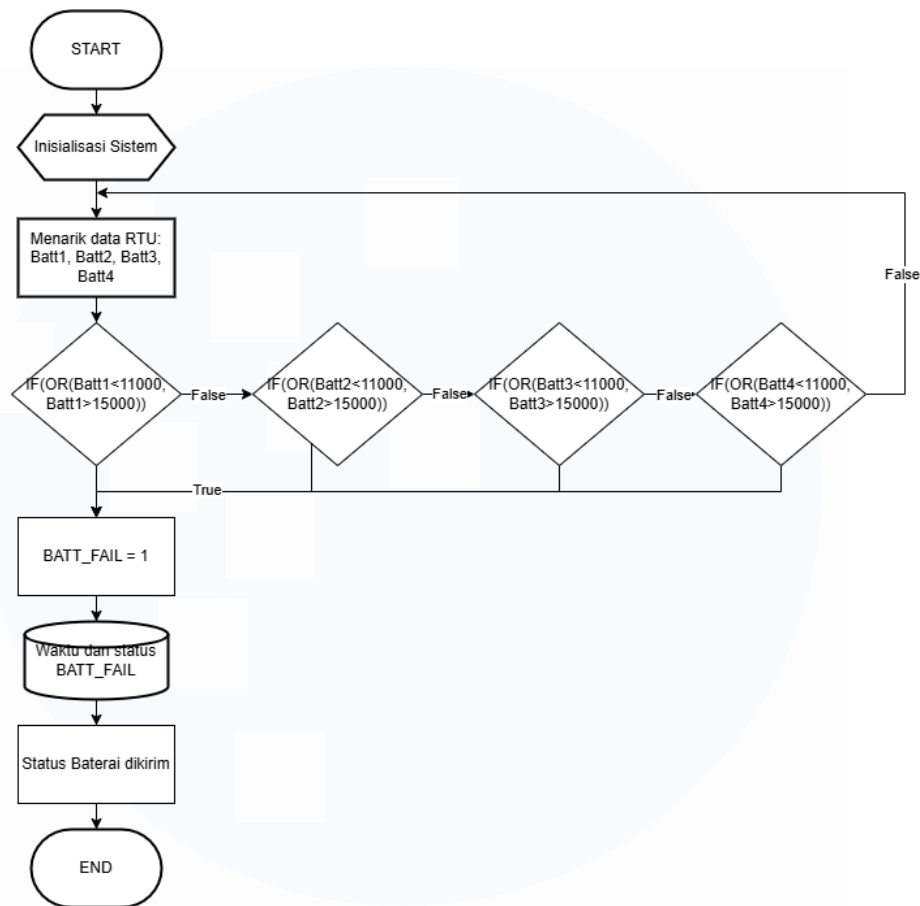 START
Inisialisasi Sistem
Menarik data RTU:
Batt1, Batt2, Batt3,
Batt4
False
IF(OR(Batt1<11000,
Batt1>15000))
False
IF(OR(Batt2<11000,
Batt2>15000))
False
IF(OR(Batt3<11000,
Batt3>15000))
False
IF(OR(Batt4<11000,
Batt4>15000))
True
BATT_FAIL = 1
Waktu dan status
BATT_FAIL
Status Baterai dikirim
END